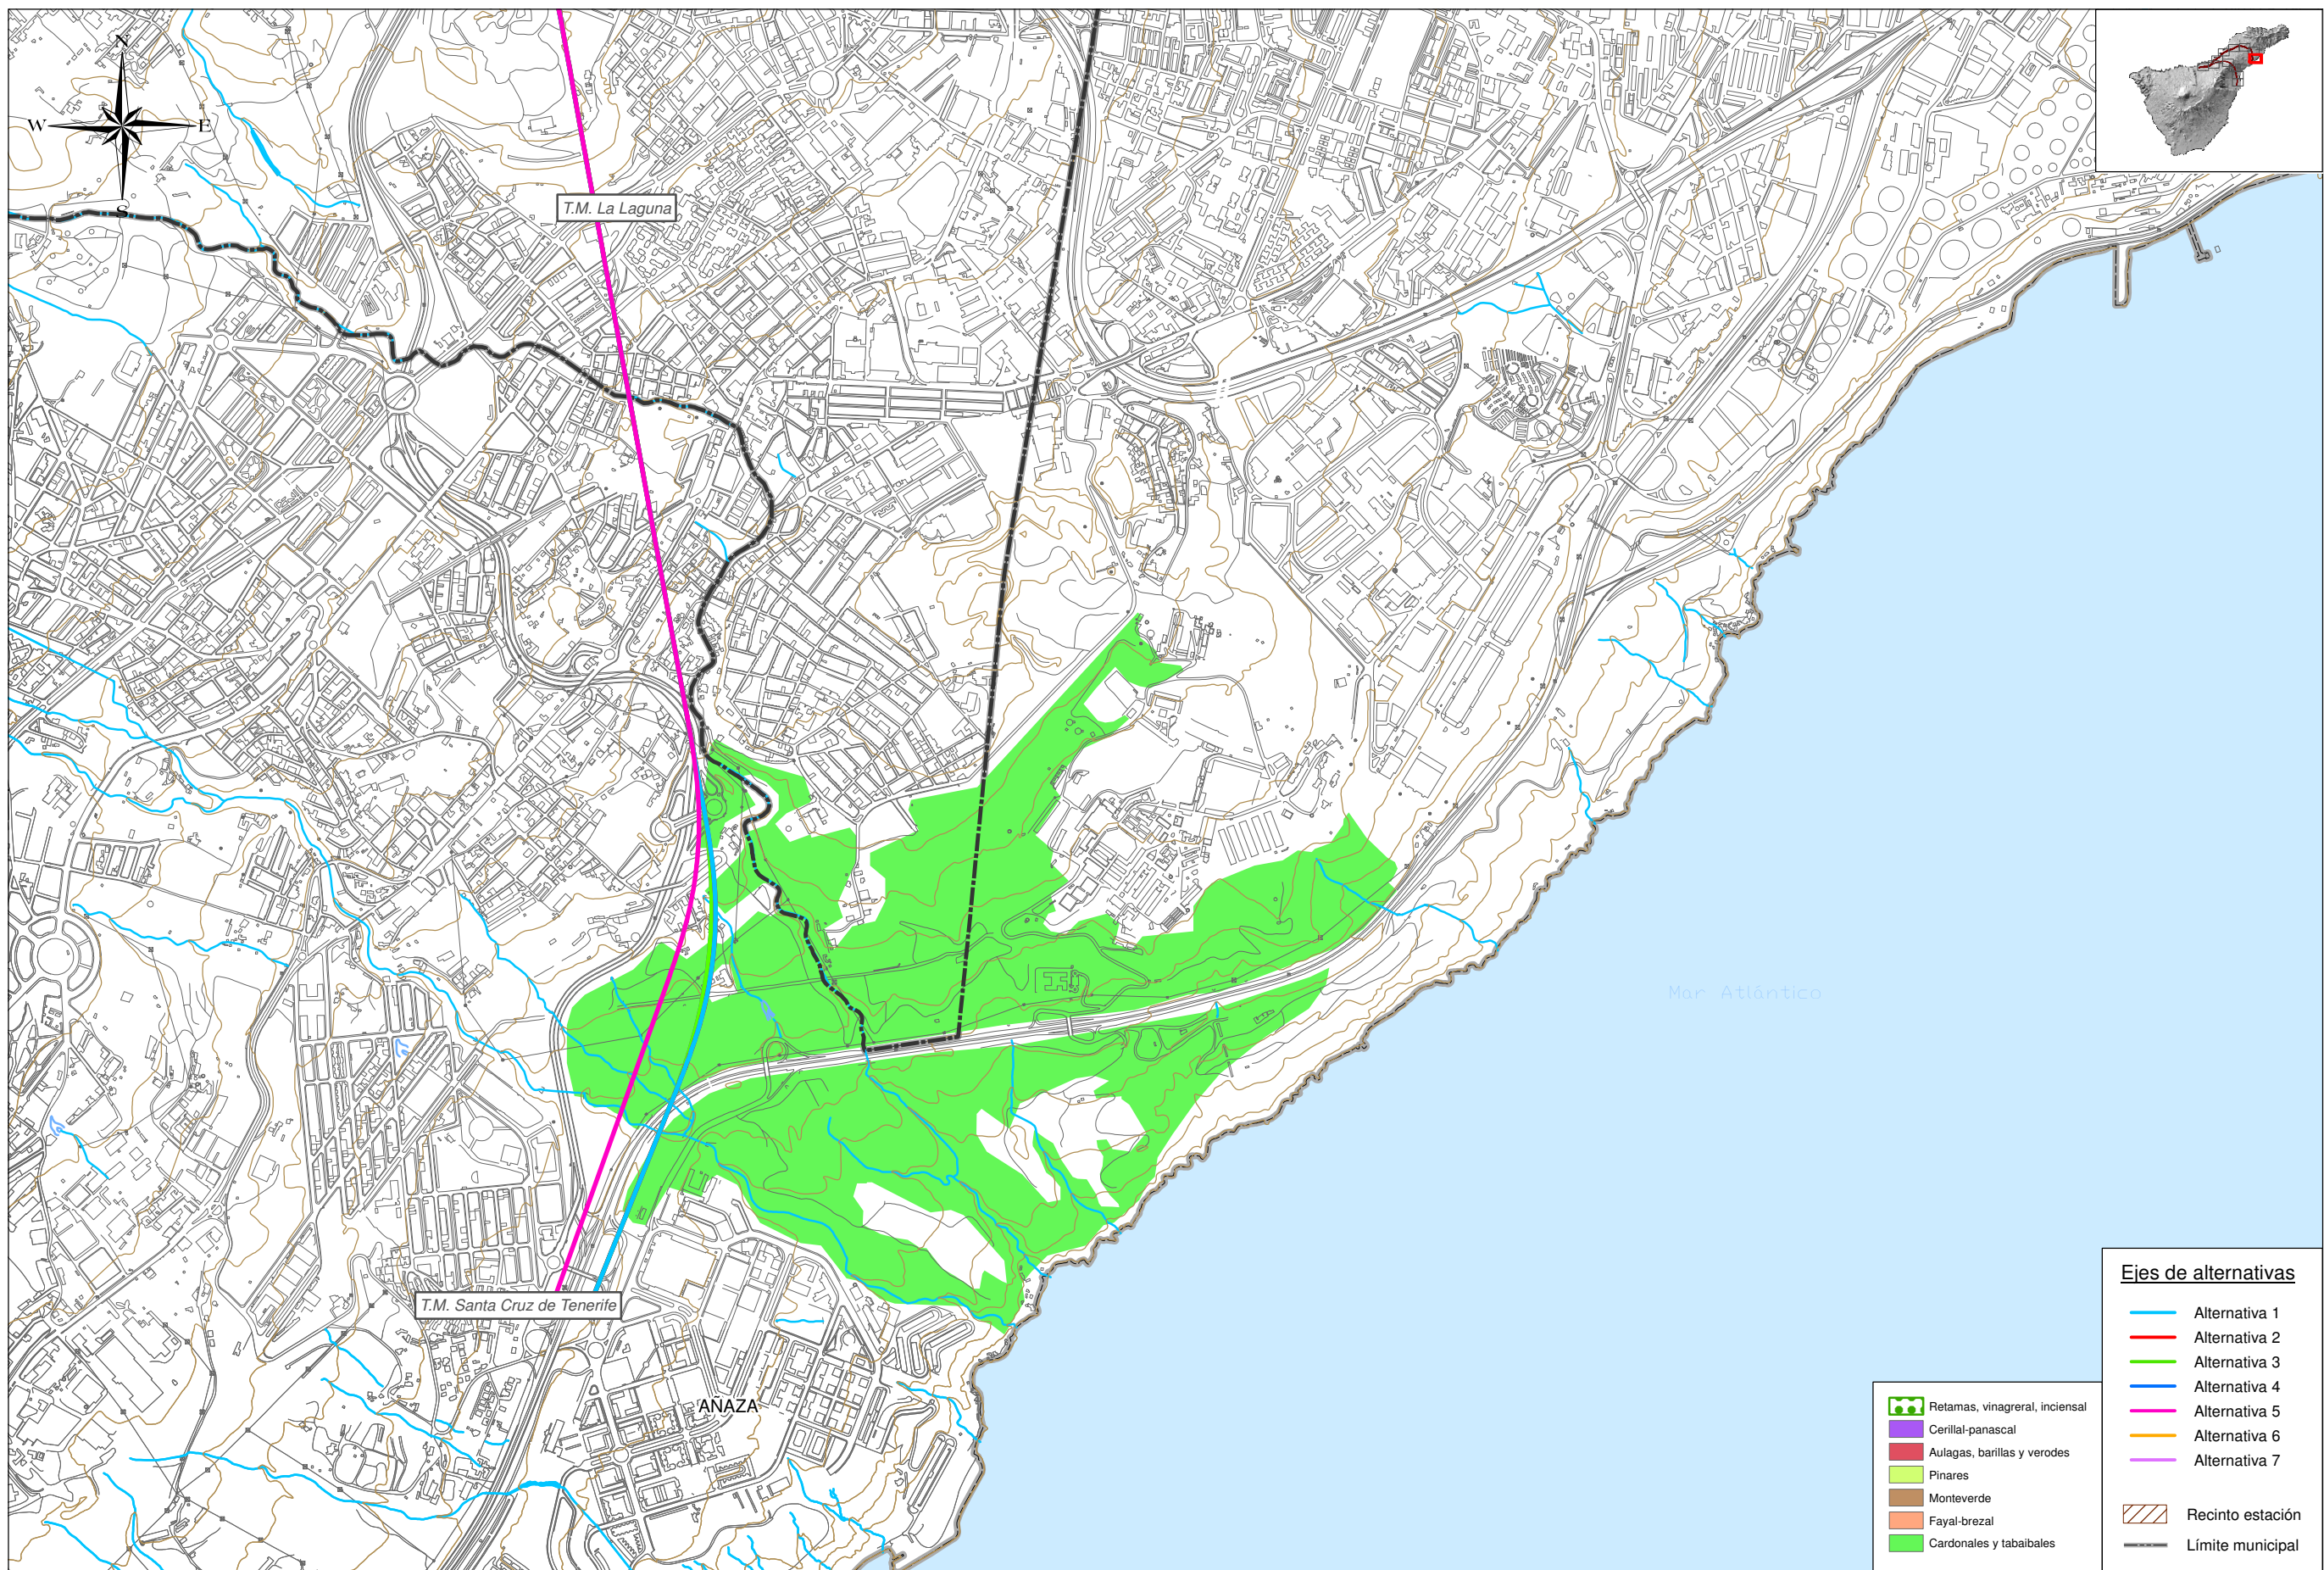 N
W
E
S
T.M. La Laguna
Mar Atlántico
T.M. Santa Cruz de Tenerife
AÑAZA
Retamas, vinagreral, inciensal
Cerillal-panascal
Aulagas, barillas y verodes
Pinares
Monteverde
Fayal-brezal
Cardonales y tabaibales
Ejes de alternativas
Alternativa 1
Alternativa 2
Alternativa 3
Alternativa 4
Alternativa 5
Alternativa 6
Alternativa 7
Recinto estación
Límite municipal